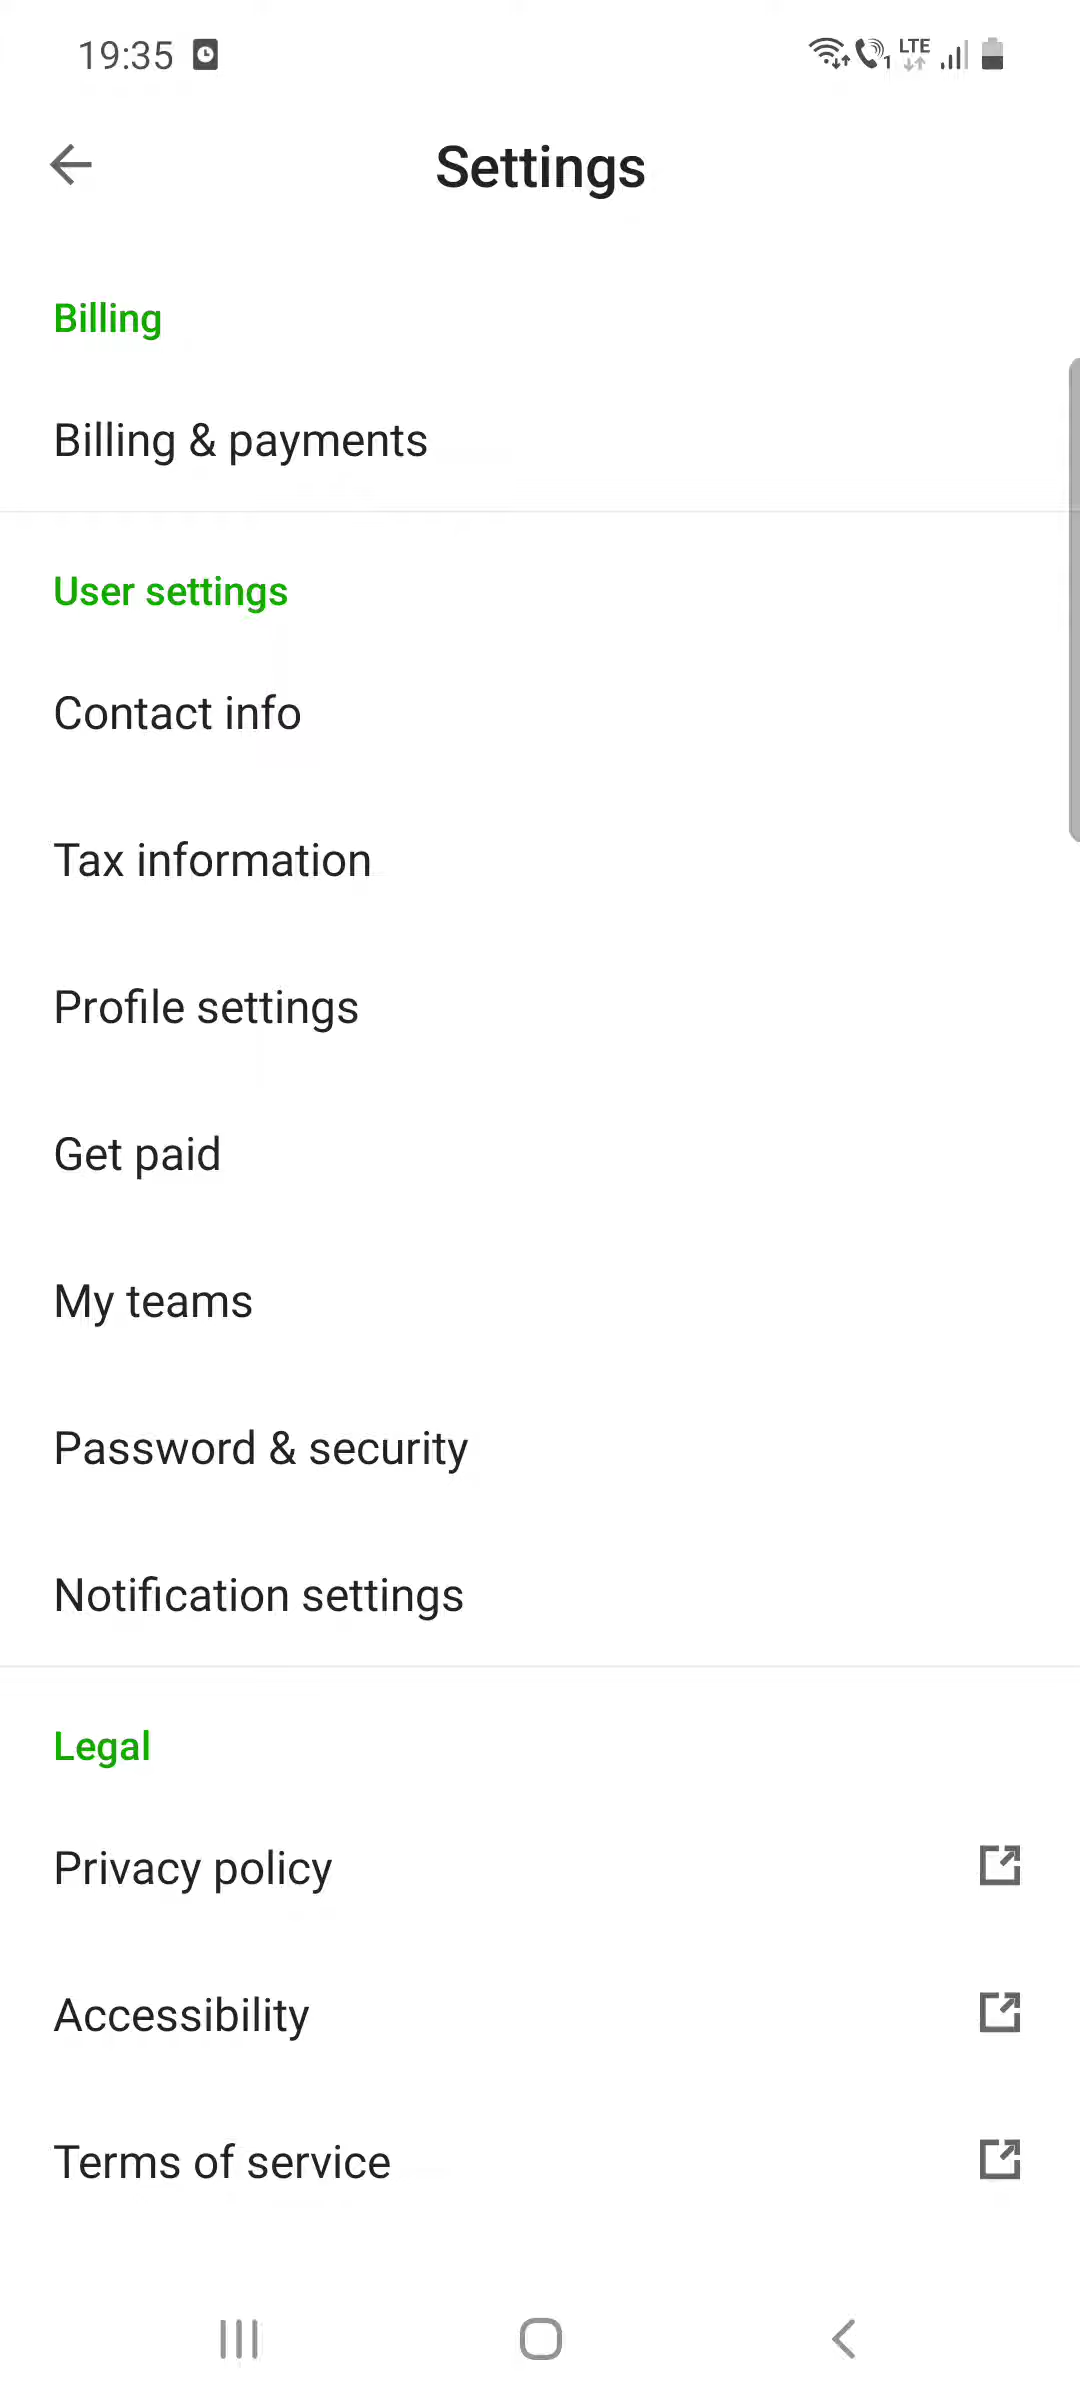 19:35
LTE
1
Settings
Billing
Billing & payments
User settings
Contact info
Tax information
Profile settings
Get paid
My teams
Password & security
Notification settings
Legal
Privacy policy
Accessibility
Terms of service